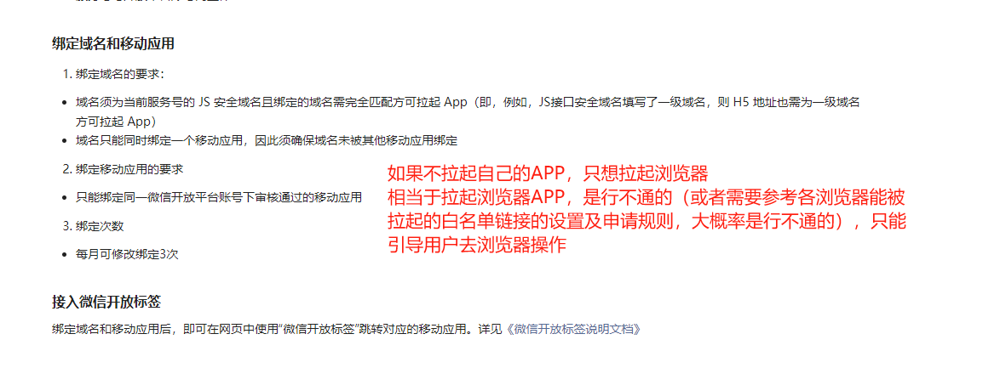 绑定域名和移动应用
1. 绑定域名的要求：
• 域名须为当前服务号的 JS 安全域名且绑定的域名需完全匹配方可拉起 App（即，例如，JS接口安全域名填写了一级域名，则 H5 地址也需为一级域名
方可拉起 App）
• 域名只能同时绑定一个移动应用，因此须确保域名未被其他移动应用绑定
2. 绑定移动应用的要求
• 只能绑定同一微信开放平台账号下审核通过的移动应用
3. 绑定次数
• 每月可修改绑定3次
如果不拉起自己的APP，只想拉起浏览器
相当于拉起浏览器APP，是行不通的（或者需要参考各浏览器能被
拉起的白名单链接的设置及申请规则，大概率是行不通的），只能
引导用户去浏览器操作
接入微信开放标签
绑定域名和移动应用后，即可在网页中使用“微信开放标签”跳转对应的移动应用。详见《微信开放标签说明文档》